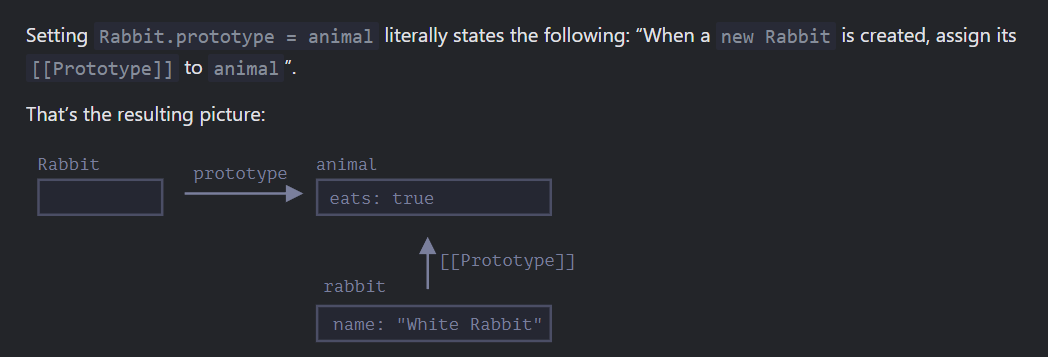 Setting Rabbit.prototype = animal literally states the following: “When a new Rabbit is created, assign its
[[Prototype]] to animal“.
That’s the resulting picture:
Rabbit
prototype
animal
eats: true
[[Prototype]]
rabbit
name: "White Rabbit"